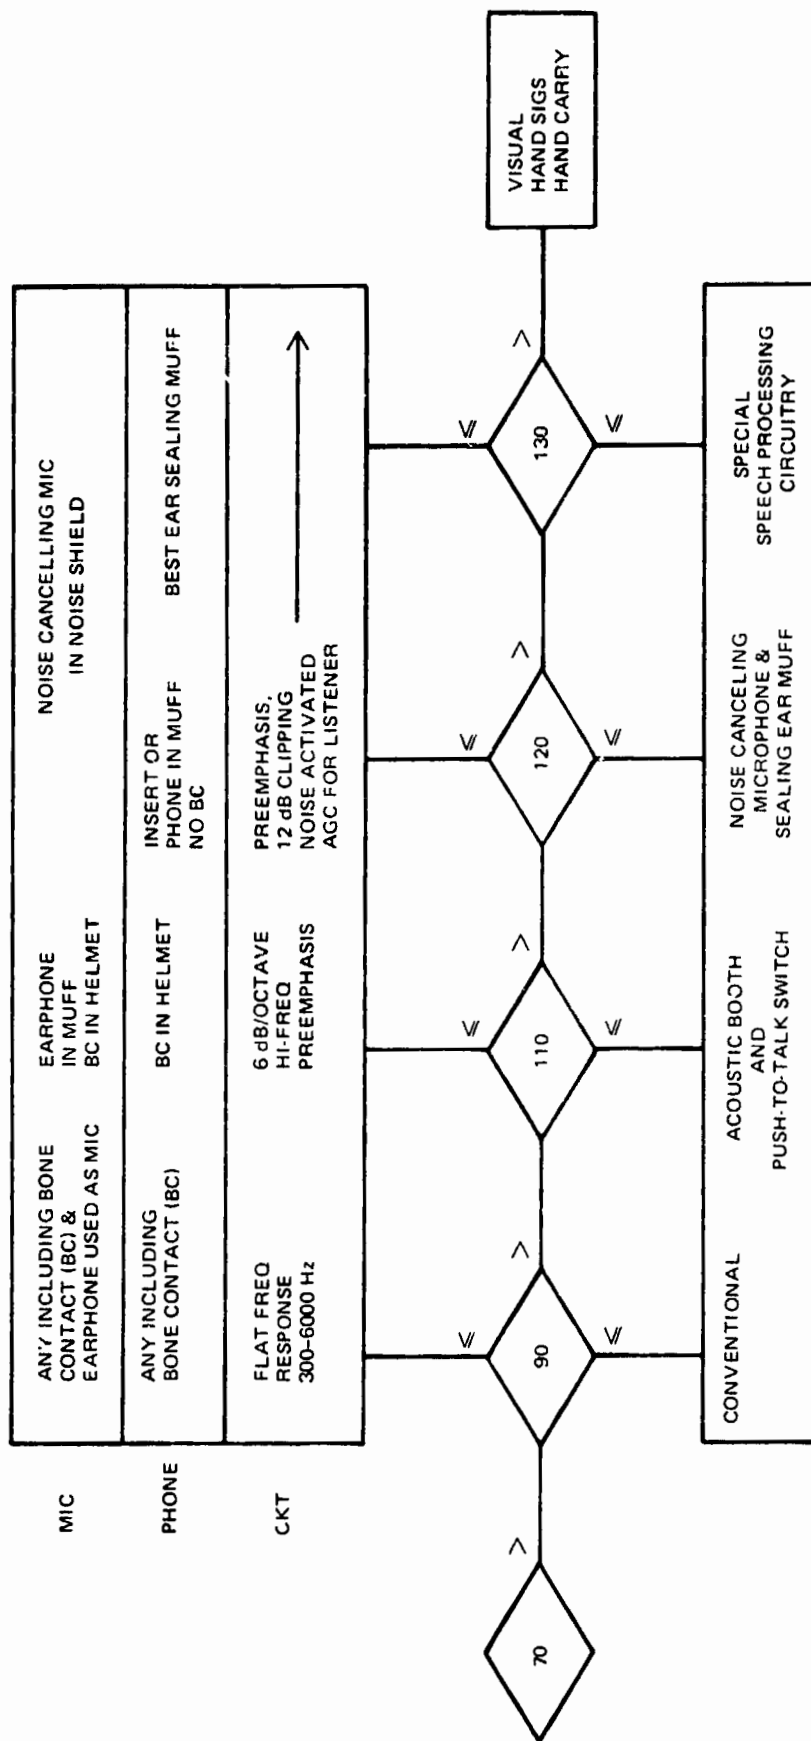 MIC
ANY INCLUDING BONE
CONTACT (BC) &
EARPHONE USED AS MIC
EARPHONE
IN MUFF
BC IN HELMET
NOISE CANCELLING MIC
IN NOISE SHIELD
PHONE
ANY INCLUDING
BONE CONTACT (BC)
BC IN HELMET
INSERT OR
PHONE IN MUFF
NO BC
BEST EAR SEALING MUFF
CKT
FLAT FREQ
RESPONSE
300-6000 Hz
6 dB/OCTAVE
HI-FREQ
PREEMPHASIS
PREEMPHASIS,
12 dB CLIPPING
NOISE ACTIVATED
AGC FOR LISTENER
≤
≤
≤
≤
70
>
90
>
110
>
120
>
130
>
VISUAL
HAND SIGS
HAND CARRY
≤
≤
≤
≤
CONVENTIONAL
ACOUSTIC BOOTH
AND
PUSH-TO-TALK SWITCH
NOISE CANCELING
MICROPHONE &
SEALING EAR MUFF
SPECIAL
SPEECH PROCESSING
CIRCUITRY